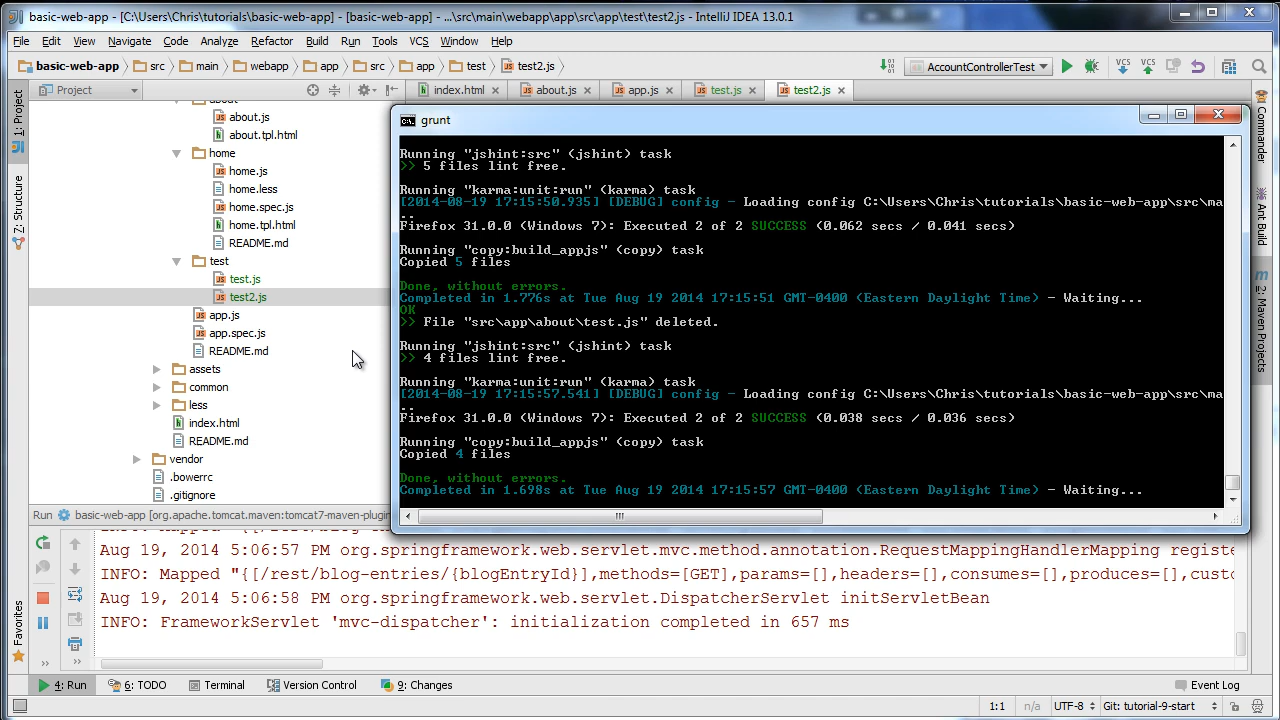 basic-web-app - [C:\Users\Chris\tutorials\basic-web-app] - [basic-web-app] - ...\src\main\webapp\app\src\app\test\test2.js - IntelliJ IDEA 13.0.1
File Edit View Navigate Code Analyze Refactor Build Run Tools VCS Window Help
basic-web-app src main webapp app src app test test2.js AccountControllerTest VCS VCS
Project index.html about.js app.js test.js test2.js
1: Project
Z: Structure
Favorites
about
about.js
about.tpl.html
home
home.js
home.less
home.spec.js
home.tpl.html
README.md
test
test.js
test2.js
app.js
app.spec.js
README.md
assets
common
less
index.html
README.md
vendor
.bowerrc
.gitignore
grunt
Running "jshint:src" (jshint) task
>> 5 files lint free.
Running "karma:unit:run" (karma) task
[2014-08-19 17:15:50.935] [DEBUG] config - Loading config C:\Users\Chris\tutorials\basic-web-app\src\ma
..
Firefox 31.0.0 (Windows 7): Executed 2 of 2 SUCCESS (0.062 secs / 0.041 secs)
Running "copy:build_appjs" (copy) task
Copied 5 files
Done, without errors.
Completed in 1.776s at Tue Aug 19 2014 17:15:51 GMT-0400 (Eastern Daylight Time) - Waiting...
OK
>> File "src\app\about\test.js" deleted.
Running "jshint:src" (jshint) task
>> 4 files lint free.
Running "karma:unit:run" (karma) task
[2014-08-19 17:15:57.541] [DEBUG] config - Loading config C:\Users\Chris\tutorials\basic-web-app\src\ma
..
Firefox 31.0.0 (Windows 7): Executed 2 of 2 SUCCESS (0.038 secs / 0.036 secs)
Running "copy:build_appjs" (copy) task
Copied 4 files
Done, without errors.
Completed in 1.698s at Tue Aug 19 2014 17:15:57 GMT-0400 (Eastern Daylight Time) - Waiting...
Commander
Ant Build
Maven Projects
Run basic-web-app [org.apache.tomcat.maven:tomcat7-maven-plugin
Aug 19, 2014 5:06:57 PM org.springframework.web.servlet.mvc.method.annotation.RequestMappingHandlerMapping registe
INFO: Mapped "{[/rest/blog-entries/{blogEntryId}],methods=[GET],params=[],headers=[],consumes=[],produces=[],custo
Aug 19, 2014 5:06:58 PM org.springframework.web.servlet.DispatcherServlet initServletBean
INFO: FrameworkServlet 'mvc-dispatcher': initialization completed in 657 ms
4: Run 6: TODO Terminal Version Control 9: Changes Event Log
1:1 n/a UTF-8 Git: tutorial-9-start